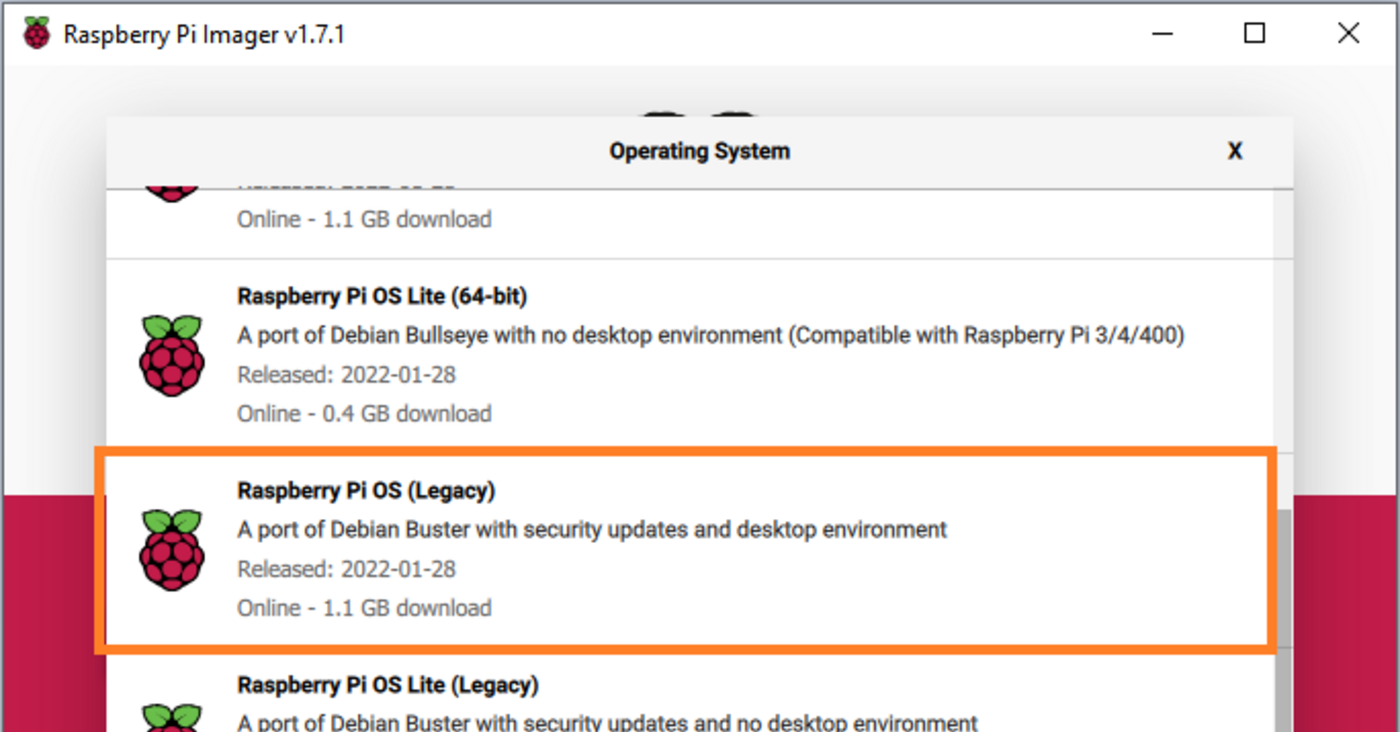 Raspberry Pi Imager v1.7.1
Operating System
X
Online - 1.1 GB download
Raspberry Pi OS Lite (64-bit)
A port of Debian Bullseye with no desktop environment (Compatible with Raspberry Pi 3/4/400)
Released: 2022-01-28
Online - 0.4 GB download
Raspberry Pi OS (Legacy)
A port of Debian Buster with security updates and desktop environment
Released: 2022-01-28
Online - 1.1 GB download
Raspberry Pi OS Lite (Legacy)
A port of Debian Buster with security updates and no desktop environment